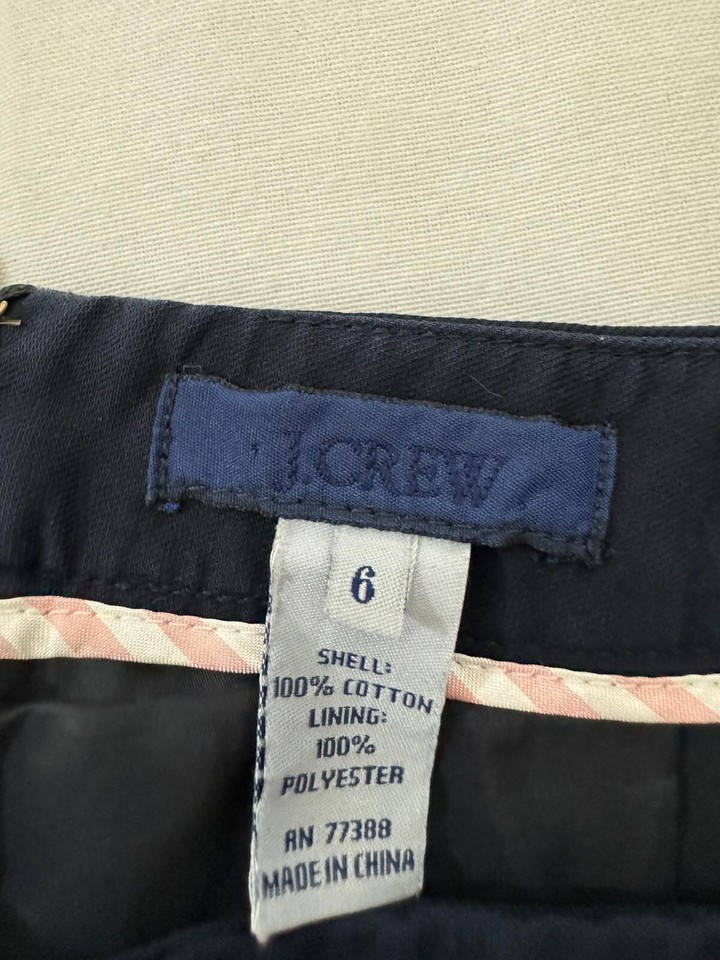 J.CREW
6
SHELL:
100% COTTON
LINING:
100%
POLYESTER
RN 77388
MADE IN CHINA